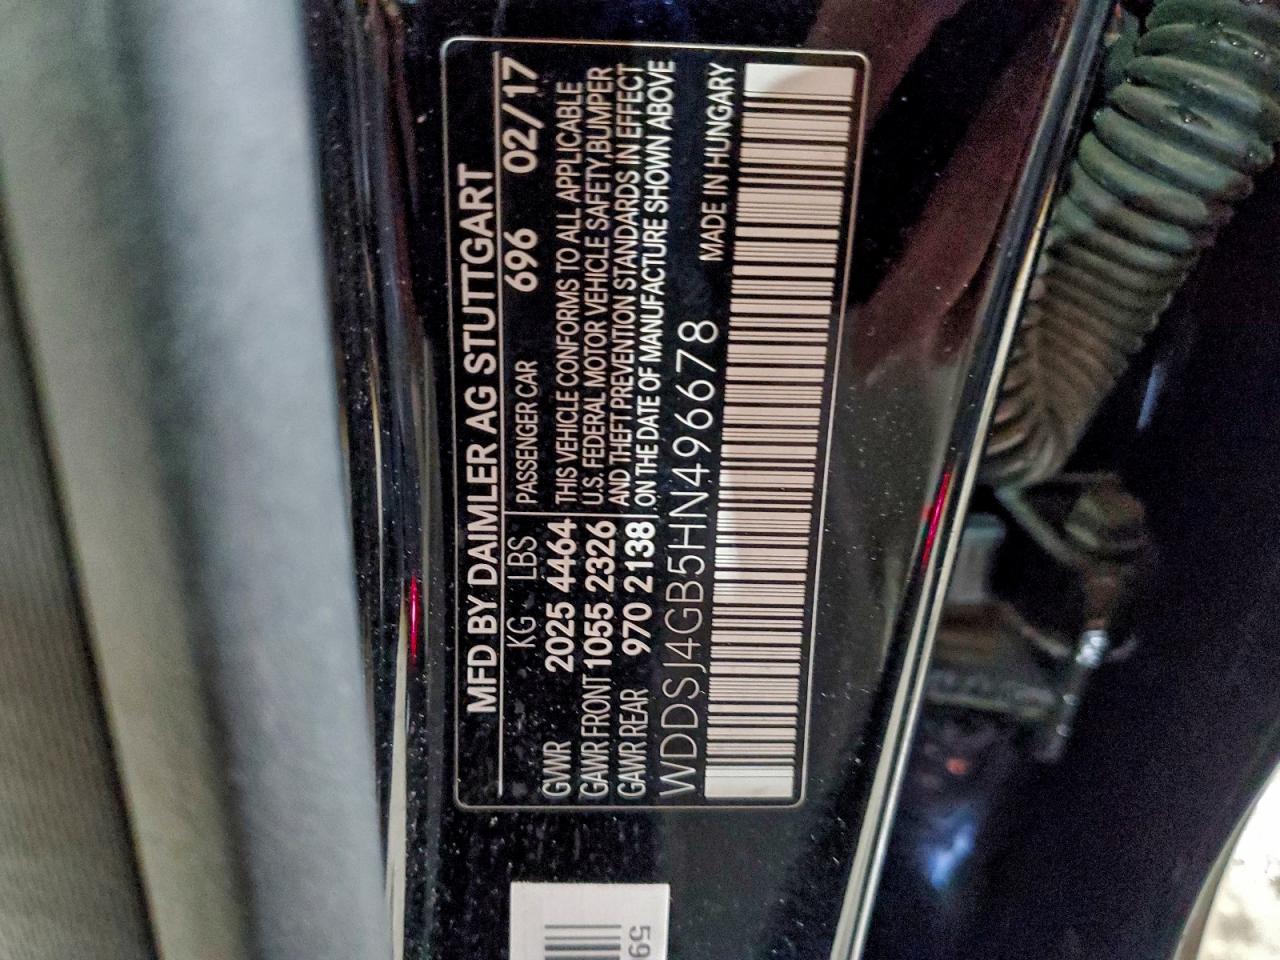 MFD BY DAIMLER AG STUTTGART
KG LBS PASSENGER CAR 696 02/17
GVWR 2025 4464 THIS VEHICLE CONFORMS TO ALL APPLICABLE
GAWR FRONT 1055 2326 U.S. FEDERAL MOTOR VEHICLE SAFETY,BUMPER
GAWR REAR 970 2138 AND THEFT PREVENTION STANDARDS IN EFFECT
ON THE DATE OF MANUFACTURE SHOWN ABOVE
WDDSJ4GB5HN496678 MADE IN HUNGARY
59